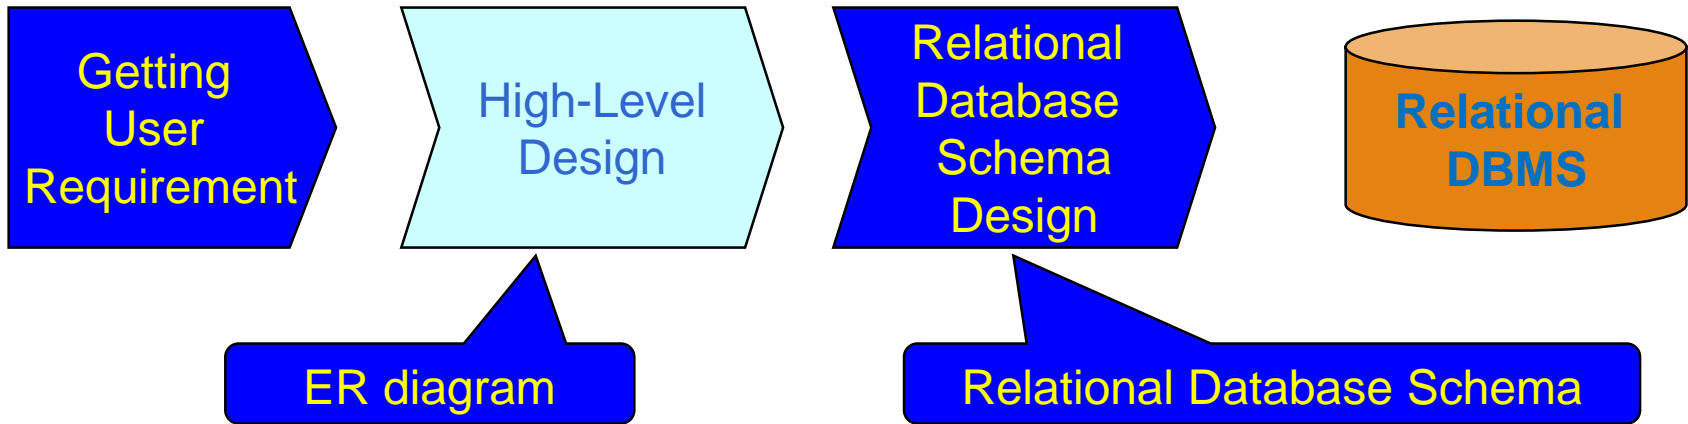 Getting
User
Requirement
High-Level
Design
Relational
Database
Schema
Design
Relational
DBMS
ER diagram
Relational Database Schema